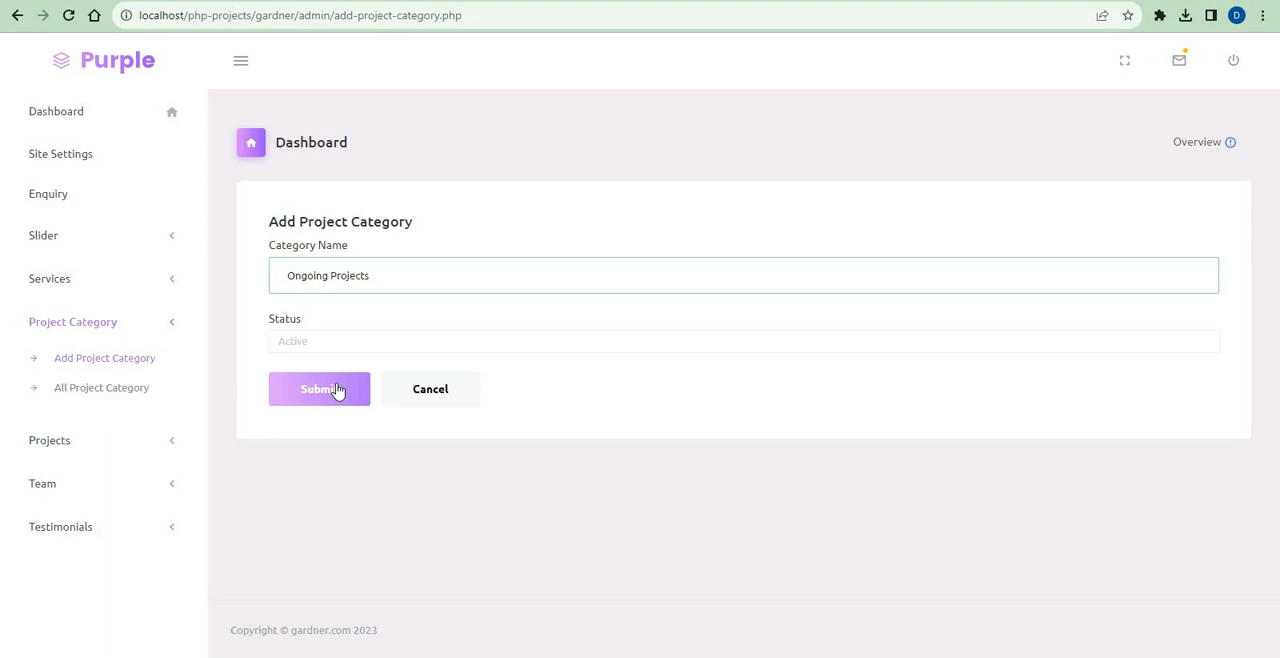 localhost/php-projects/gardner/admin/add-project-category.php
D
Purple
Dashboard
Site Settings
Enquiry
Slider
Services
Project Category
Add Project Category
All Project Category
Projects
Team
Testimonials
Dashboard
Overview
Add Project Category
Category Name
Ongoing Projects
Status
Active
Submit
Cancel
Copyright © gardner.com 2023